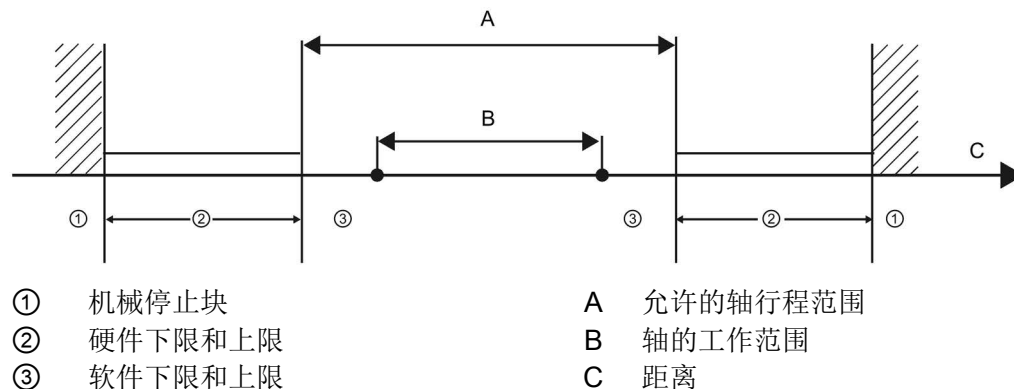 A
B
C
① ② ③ ③ ② ①
① 机械停止块 A 允许的轴行程范围
② 硬件下限和上限 B 轴的工作范围
③ 软件下限和上限 C 距离